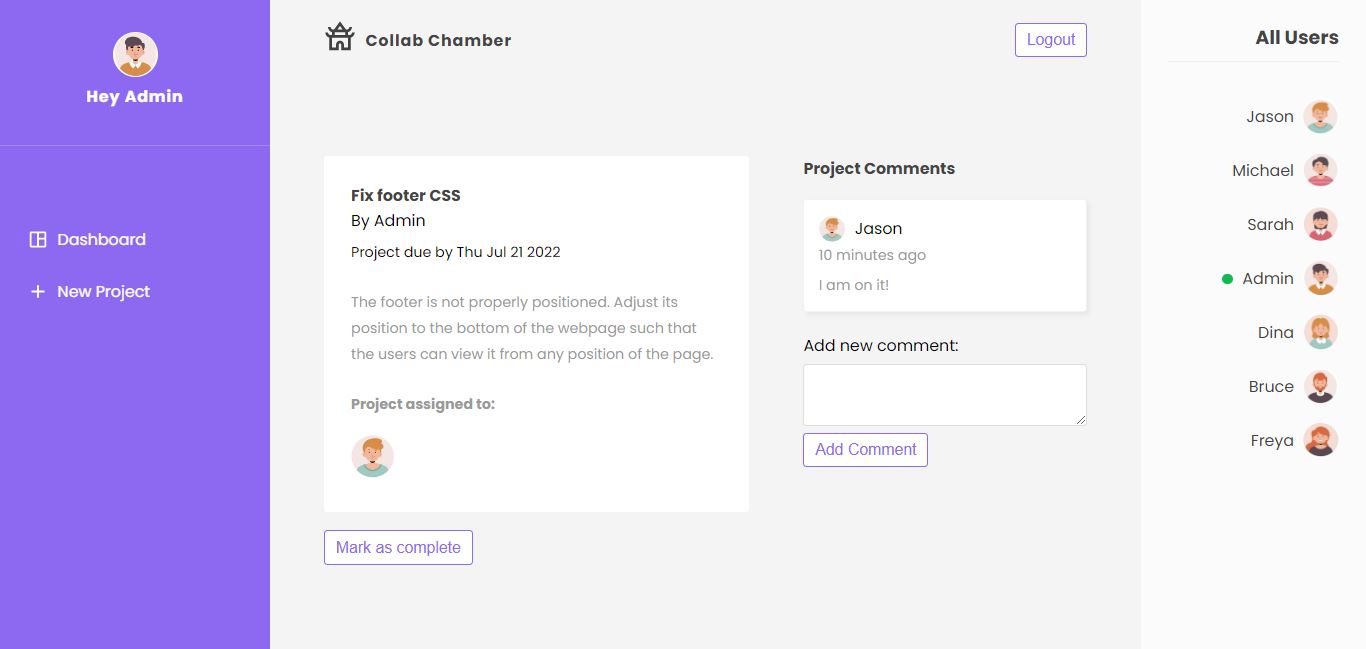 Hey Admin
Dashboard
New Project
Collab Chamber
Logout
Fix footer CSS
By Admin
Project due by Thu Jul 21 2022
The footer is not properly positioned. Adjust its
position to the bottom of the webpage such that
the users can view it from any position of the page.
Project assigned to:
Mark as complete
Project Comments
Jason
10 minutes ago
I am on it!
Add new comment:
Add Comment
All Users
Jason
Michael
Sarah
Admin
Dina
Bruce
Freya